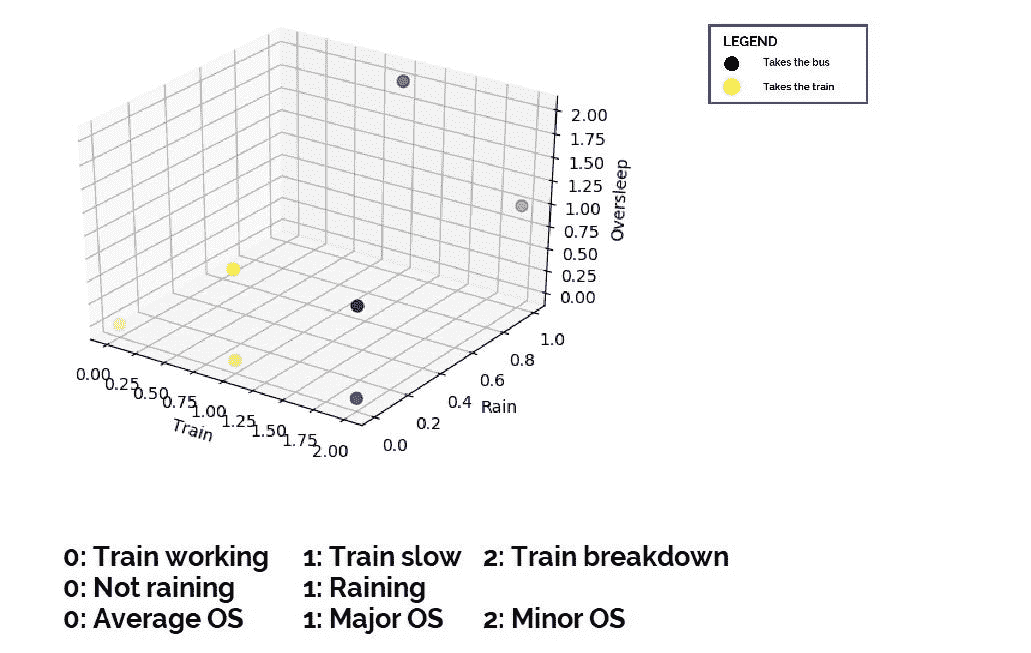 LEGEND
Takes the bus
Takes the train
2.00
1.75
1.50
1.25
1.00
0.75
0.50
0.25
0.00
Oversleep
1.0
0.8
0.6
0.4
0.2
0.0
Rain
0.00
0.25
0.50
0.75
1.00
1.25
1.50
1.75
2.00
Train
0: Train working 1: Train slow 2: Train breakdown
0: Not raining 1: Raining
0: Average OS 1: Major OS 2: Minor OS